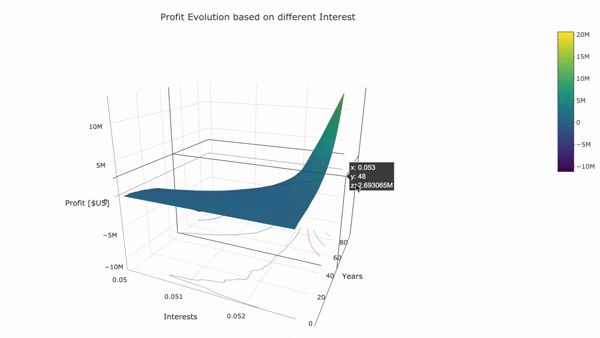 Profit Evolution based on different Interest
20M
15M
10M
5M
0
−5M
−10M
10M
5M
Profit [$US]
−5M
−10M
x: 0.053
y: 48
z: 2.693065M
80
60
40
20
0
Years
0.05
0.051
0.052
Interests